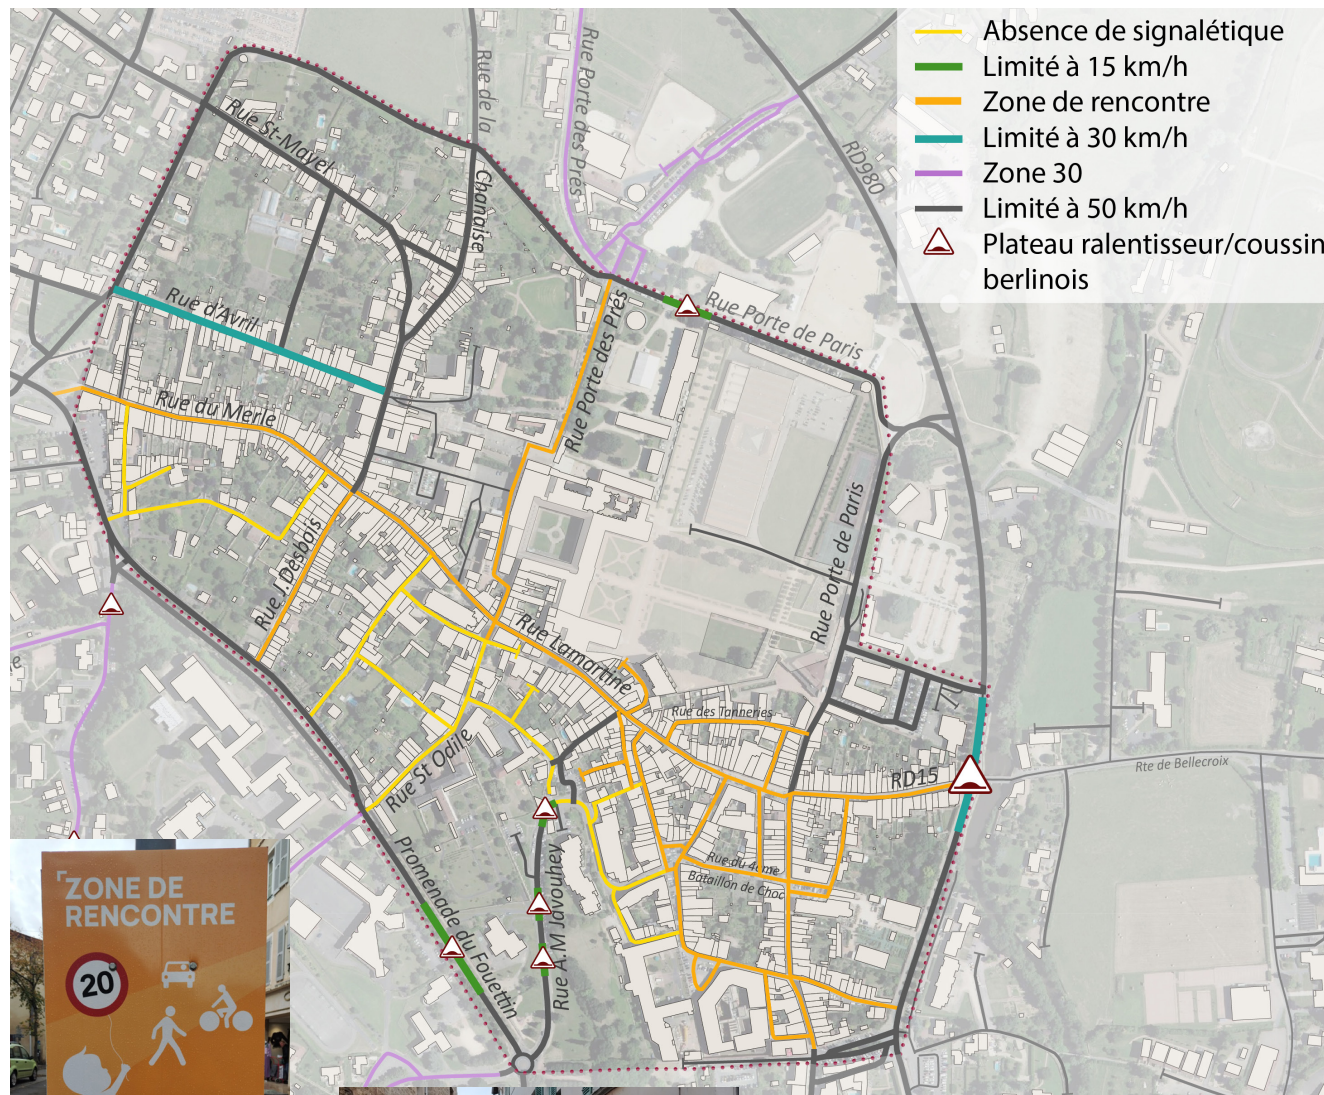 Absence de signalétique
Limité à 15 km/h
Zone de rencontre
Limité à 30 km/h
Zone 30
Limité à 50 km/h
Plateau ralentisseur/coussin
berlinois
Rue Porte des Prés
Rue de la
Chanaise
Rue St-Mayel
RD980
Rue d'Avril
Rue Porte de Paris
Rue Porte des Prés
Rue du Merle
Rue J. Desbois
Rue Porte de Paris
Rue Lamartine
Rue des Tanneries
Rue St Odile
RD15
Rte de Bellecroix
Promenade du Fouettin
Rue A.M Javouhey
Rue du 4ème
Bataillon de Choc
ZONE DE
RENCONTRE
20